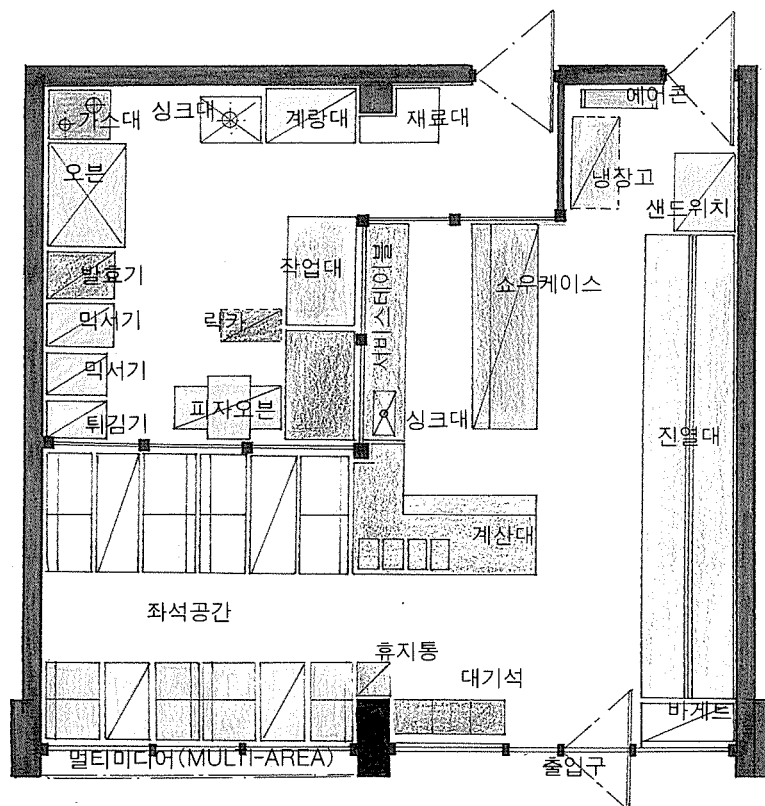 가스대
싱크대
계량대
재료대
에어콘
오븐
냉장고
샌드위치
발효기
작업대
서비스테이블
쇼우케이스
믹서기
락카
믹서기
튀김기
피자오븐
싱크대
진열대
계산대
좌석공간
휴지통
대기석
바게트
멀티미디어(MULTI-AREA)
출입구